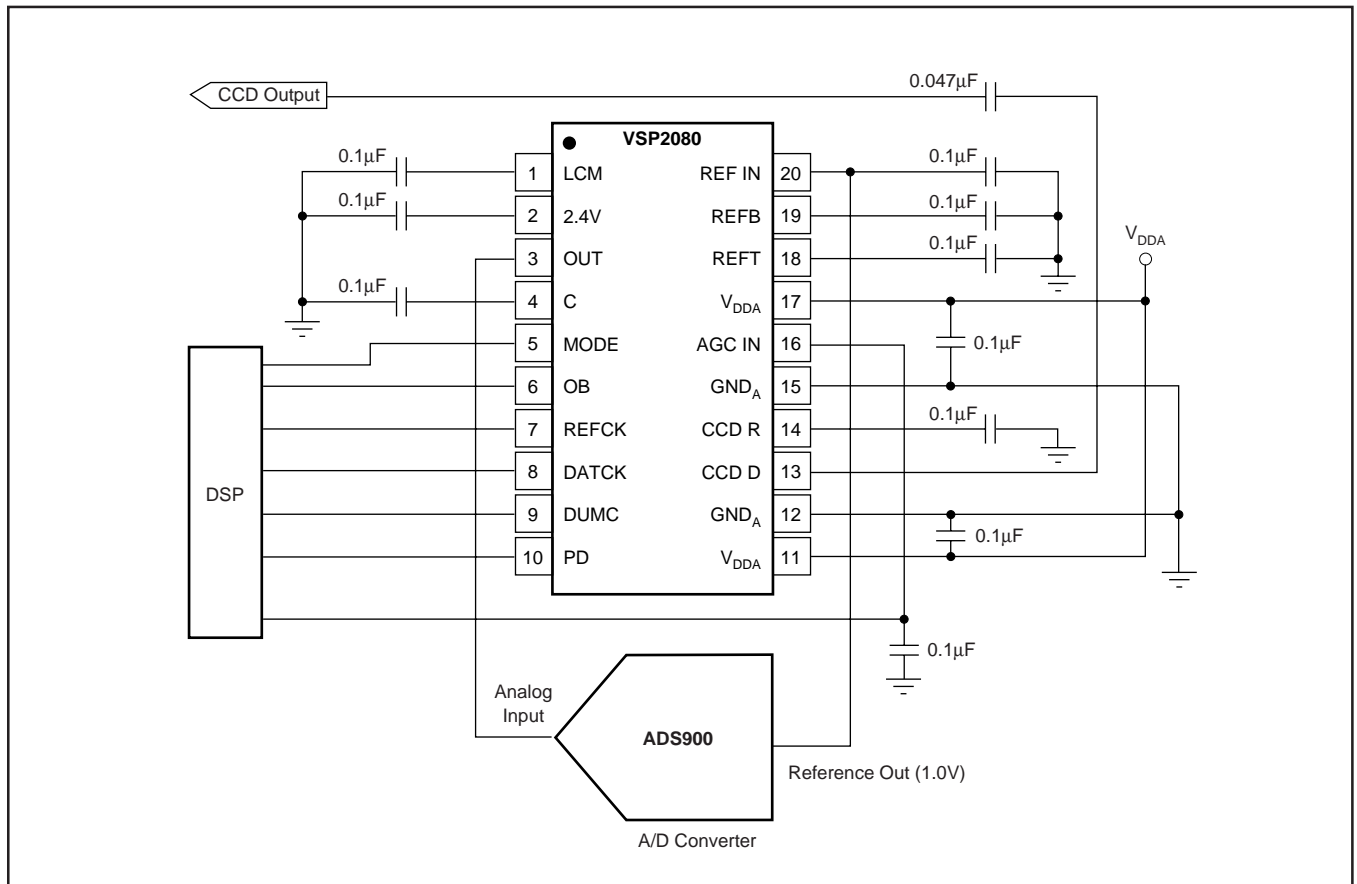 CCD Output
0.047µF
VSP2080
0.1µF
1 LCM
REF IN 20
0.1µF
0.1µF
2 2.4V
REFB 19
0.1µF
3 OUT
REFT 18
0.1µF
V_DDA
0.1µF
4 C
V_DDA 17
5 MODE
AGC IN 16
0.1µF
6 OB
GND_A 15
7 REFCK
CCD R 14
0.1µF
8 DATCK
CCD D 13
DSP
9 DUMC
GND_A 12
0.1µF
10 PD
V_DDA 11
0.1µF
Analog
Input
ADS900
Reference Out (1.0V)
A/D Converter